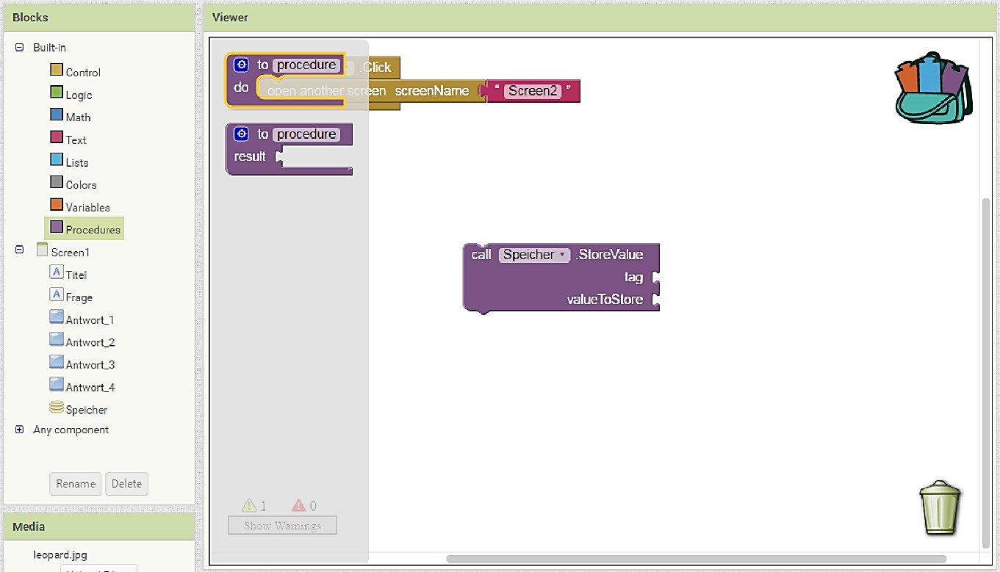 Blocks
Built-in
Control
Logic
Math
Text
Lists
Colors
Variables
Procedures
Screen1
A Titel
A Frage
Antwort_1
Antwort_2
Antwort_3
Antwort_4
Speicher
Any component
Rename Delete
Media
leopard.jpg
Viewer
to procedure
do
.Click
open another screen screenName " Screen2 "
to procedure
result
call Speicher .StoreValue
tag
valueToStore
1 0
Show Warnings